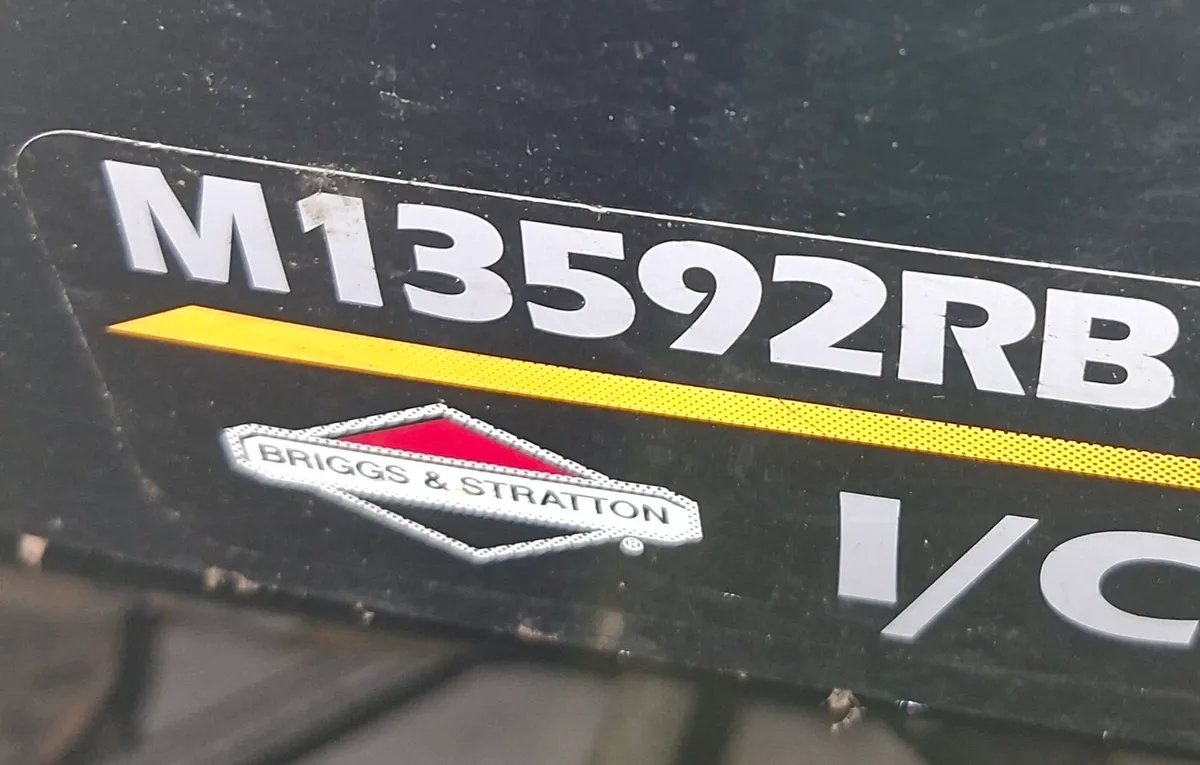 M13592RB
BRIGGS & STRATTON®
I/C